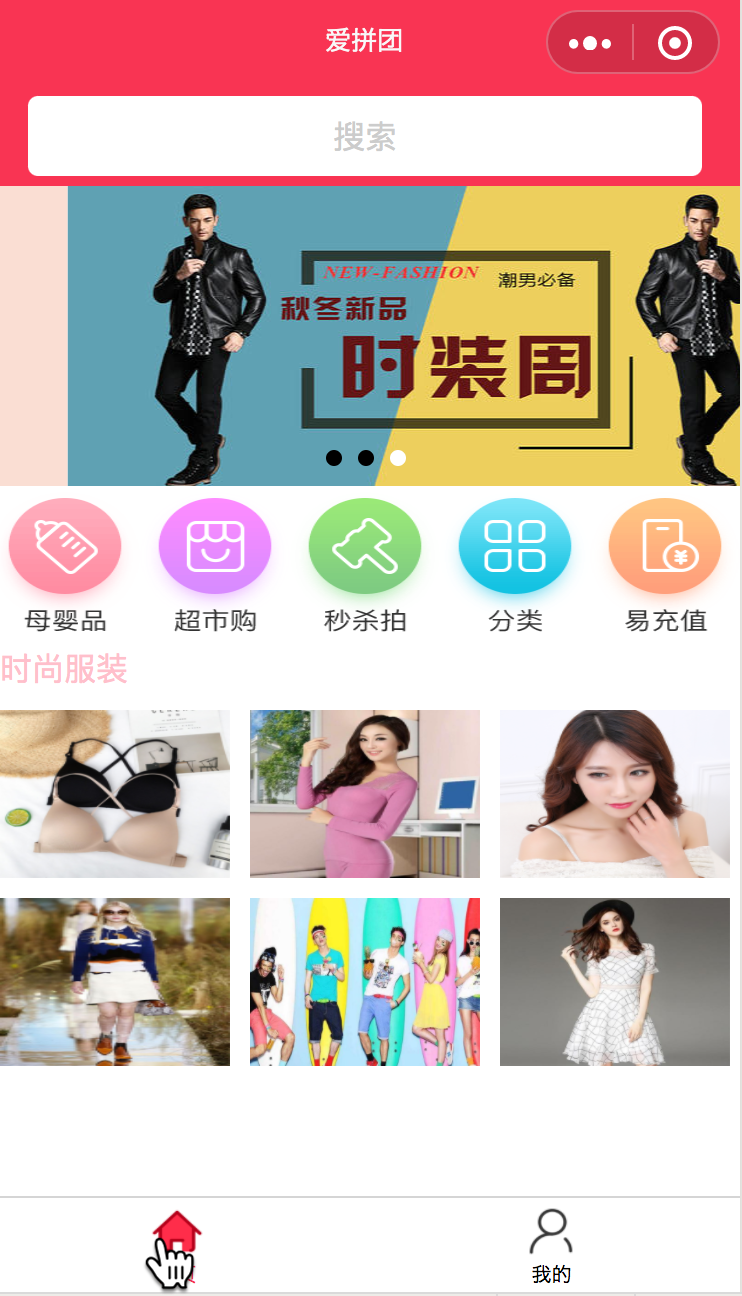 爱拼团
搜索
NEW-FASHION
潮男必备
秋冬新品
时装周
母婴品
超市购
秒杀拍
分类
易充值
时尚服装
我的